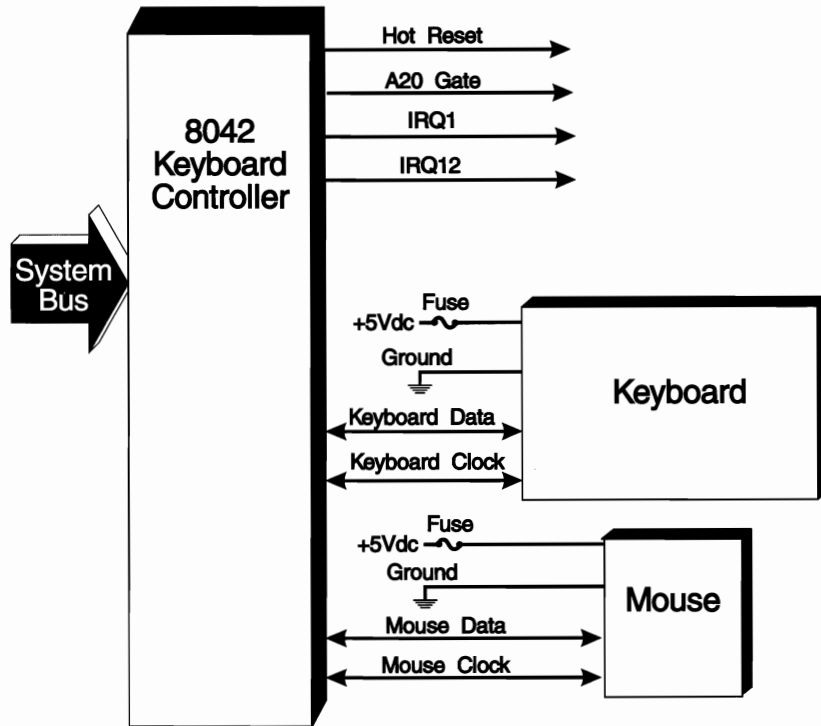 Hot Reset
A20 Gate
IRQ1
IRQ12
8042
Keyboard
Controller
System
Bus
Fuse
+5Vdc
Ground
Keyboard Data
Keyboard Clock
Keyboard
Fuse
+5Vdc
Ground
Mouse Data
Mouse Clock
Mouse